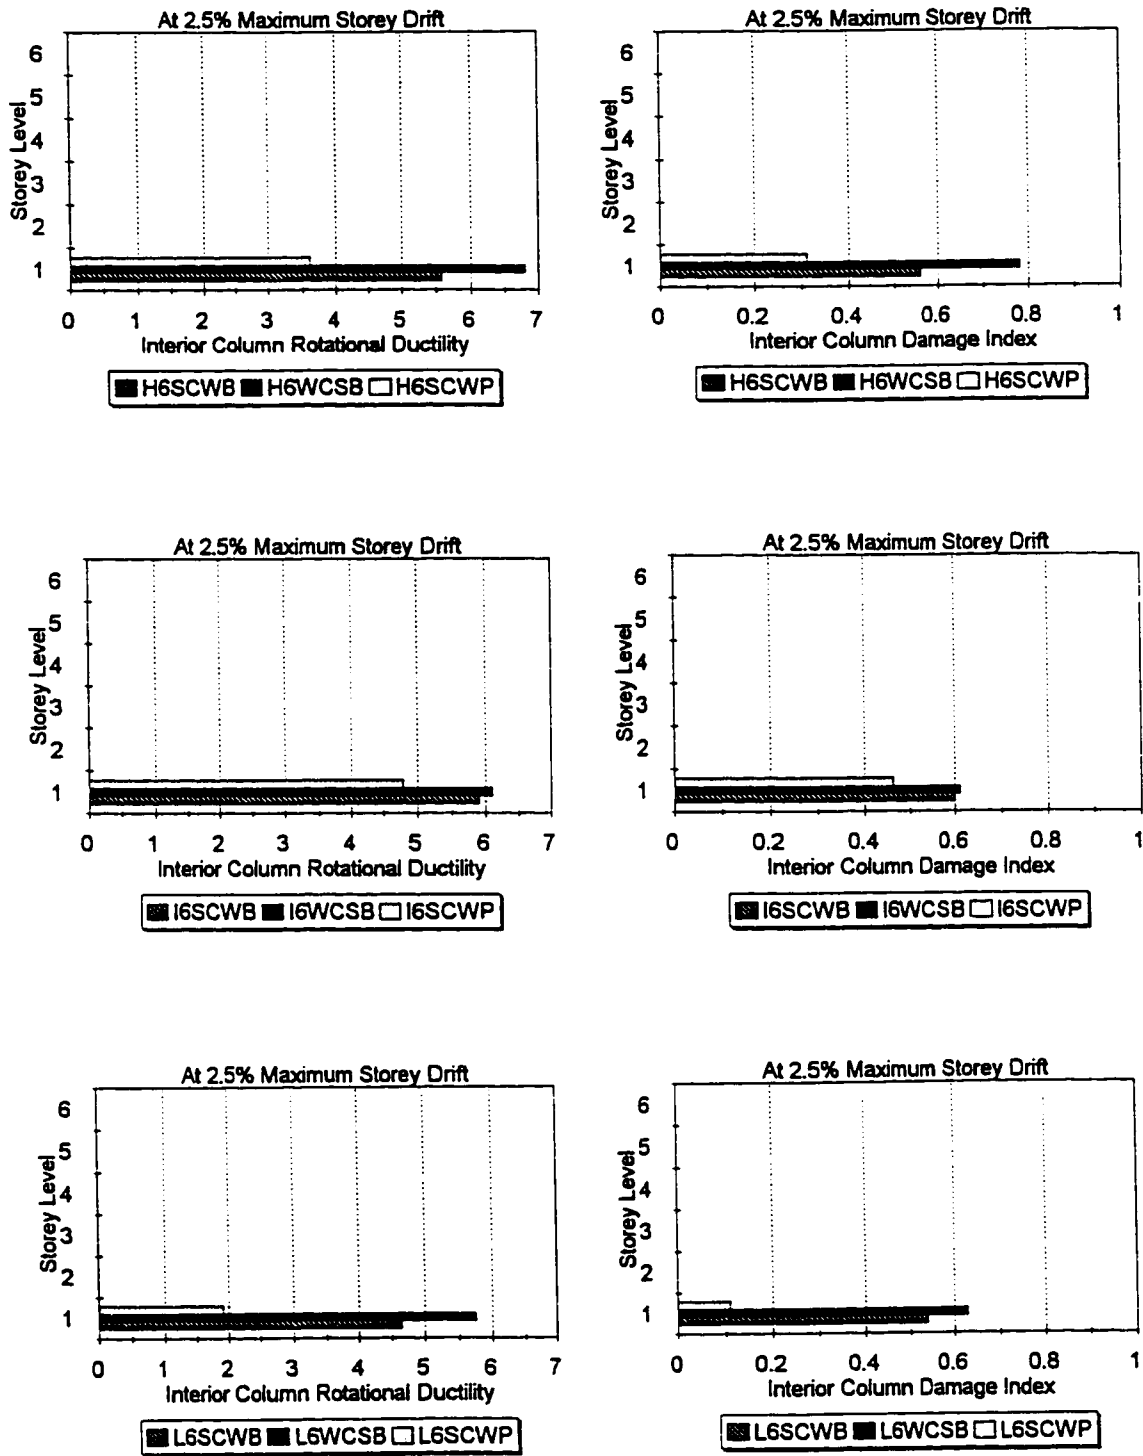 At 2.5% Maximum Storey Drift
6
5
4
3
2
1
Storey Level
0 1 2 3 4 5 6 7
Interior Column Rotational Ductility
H6SCWB H6WCSB H6SCWP
At 2.5% Maximum Storey Drift
6
5
4
3
2
1
Storey Level
0 0.2 0.4 0.6 0.8 1
Interior Column Damage Index
H6SCWB H6WCSB H6SCWP
At 2.5% Maximum Storey Drift
6
5
4
3
2
1
Storey Level
0 1 2 3 4 5 6 7
Interior Column Rotational Ductility
I6SCWB I6WCSB I6SCWP
At 2.5% Maximum Storey Drift
6
5
4
3
2
1
Storey Level
0 0.2 0.4 0.6 0.8 1
Interior Column Damage Index
I6SCWB I6WCSB I6SCWP
At 2.5% Maximum Storey Drift
6
5
4
3
2
1
Storey Level
0 1 2 3 4 5 6 7
Interior Column Rotational Ductility
L6SCWB L6WCSB L6SCWP
At 2.5% Maximum Storey Drift
6
5
4
3
2
1
Storey Level
0 0.2 0.4 0.6 0.8 1
Interior Column Damage Index
L6SCWB L6WCSB L6SCWP